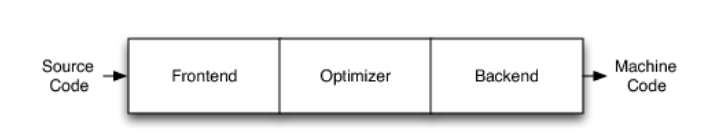 Source
Code
Frontend
Optimizer
Backend
Machine
Code